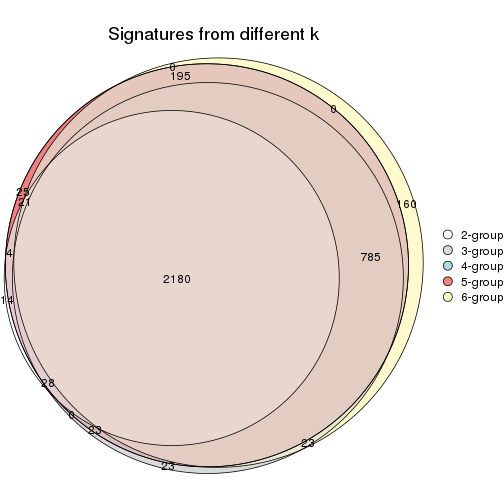 Signatures from different k
0
195
0
25
21
160
4
785
2180
14
28
0
23
23
23
2-group
3-group
4-group
5-group
6-group